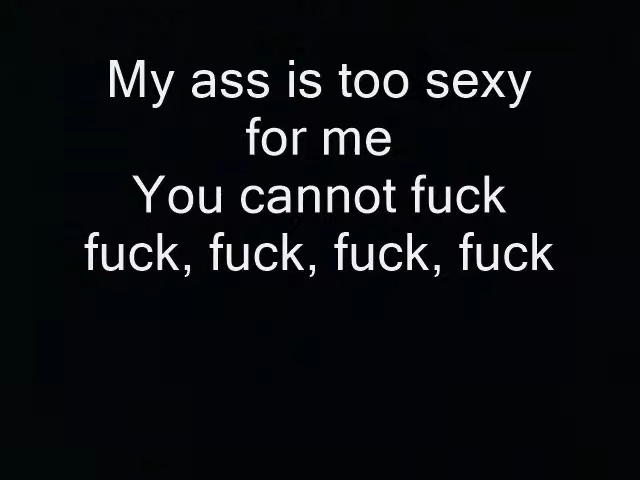 My ass is too sexy
for me
You cannot fuck
fuck, fuck, fuck, fuck